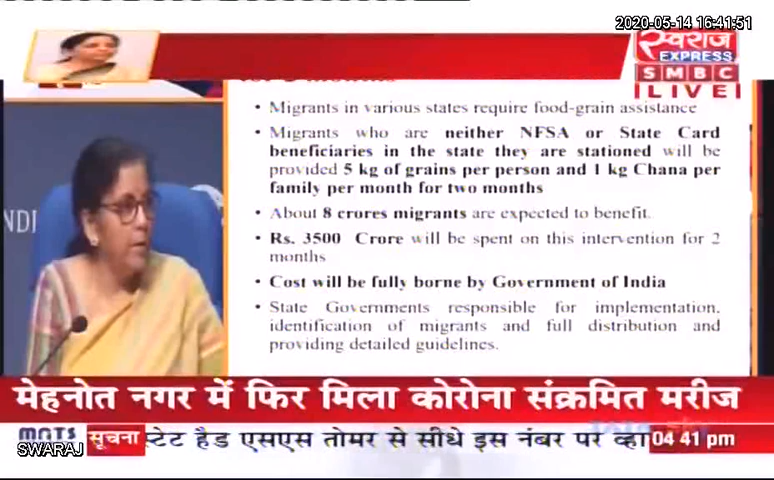 2020-05-14 16:41:51
स्वराज
EXPRESS
SMBC
LIVE
• Migrants in various states require food-grain assistance
• Migrants who are neither NFSA or State Card
beneficiaries in the state they are stationed will be
provided 5 kg of grains per person and 1 kg Chana per
family per month for two months
• About 8 crores migrants are expected to benefit.
• Rs. 3500 Crore will be spent on this intervention for 2
months
• Cost will be fully borne by Government of India
• State Governments responsible for implementation,
identification of migrants and full distribution and
providing detailed guidelines.
मेहनोत नगर में फिर मिला कोरोना संक्रमित मरीज
सूचना
स्टेट हैड एसएस तोमर से सीधे इस नंबर पर व्हा
04 41 pm
SWARAJ